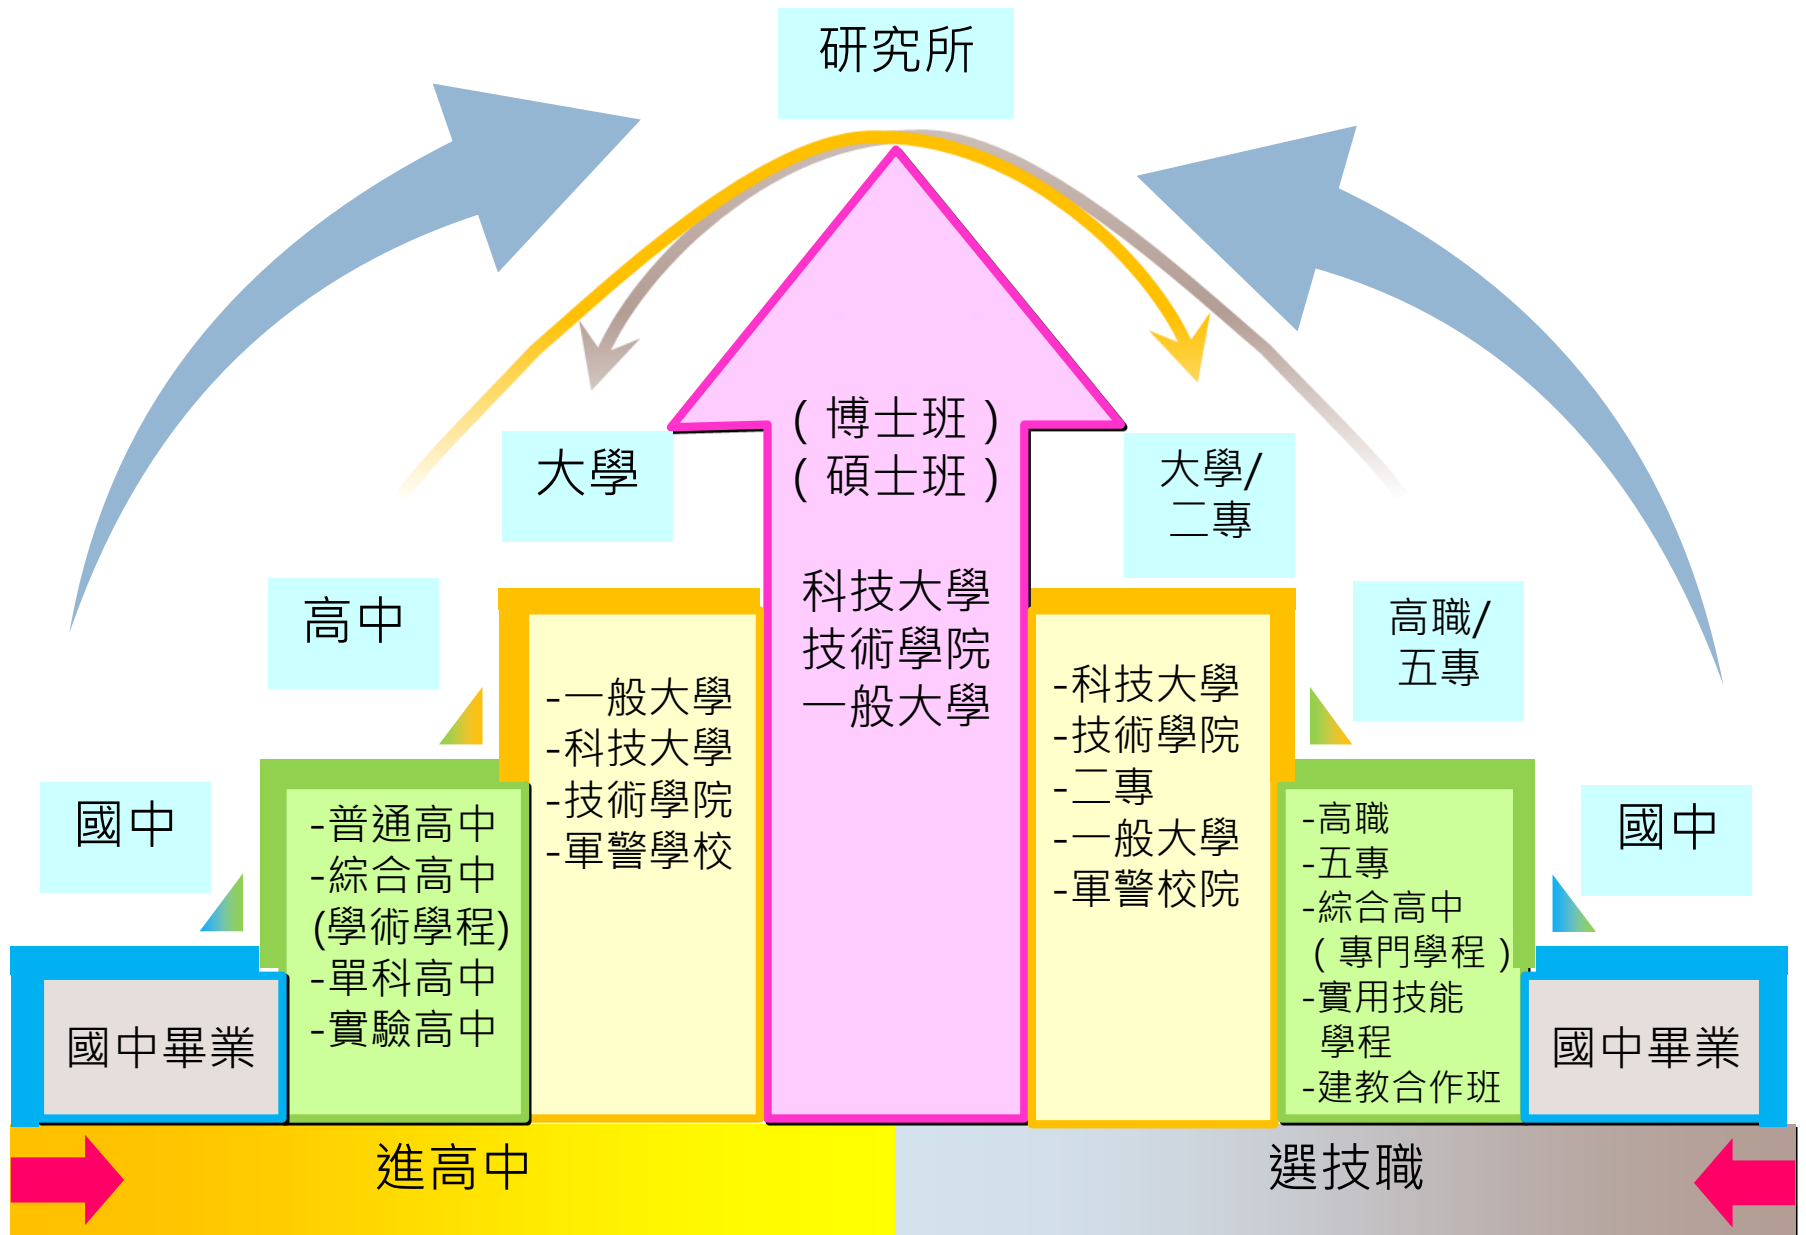 研究所
大學
大學/
二專
高中
高職/
五專
國中
國中
(博士班)
(碩士班)
科技大學
技術學院
一般大學
-一般大學
-科技大學
-技術學院
-軍警學校
-科技大學
-技術學院
-二專
-一般大學
-軍警校院
-普通高中
-綜合高中
(學術學程)
-單科高中
-實驗高中
-高職
-五專
-綜合高中
(專門學程)
-實用技能
學程
-建教合作班
國中畢業
國中畢業
進高中
選技職